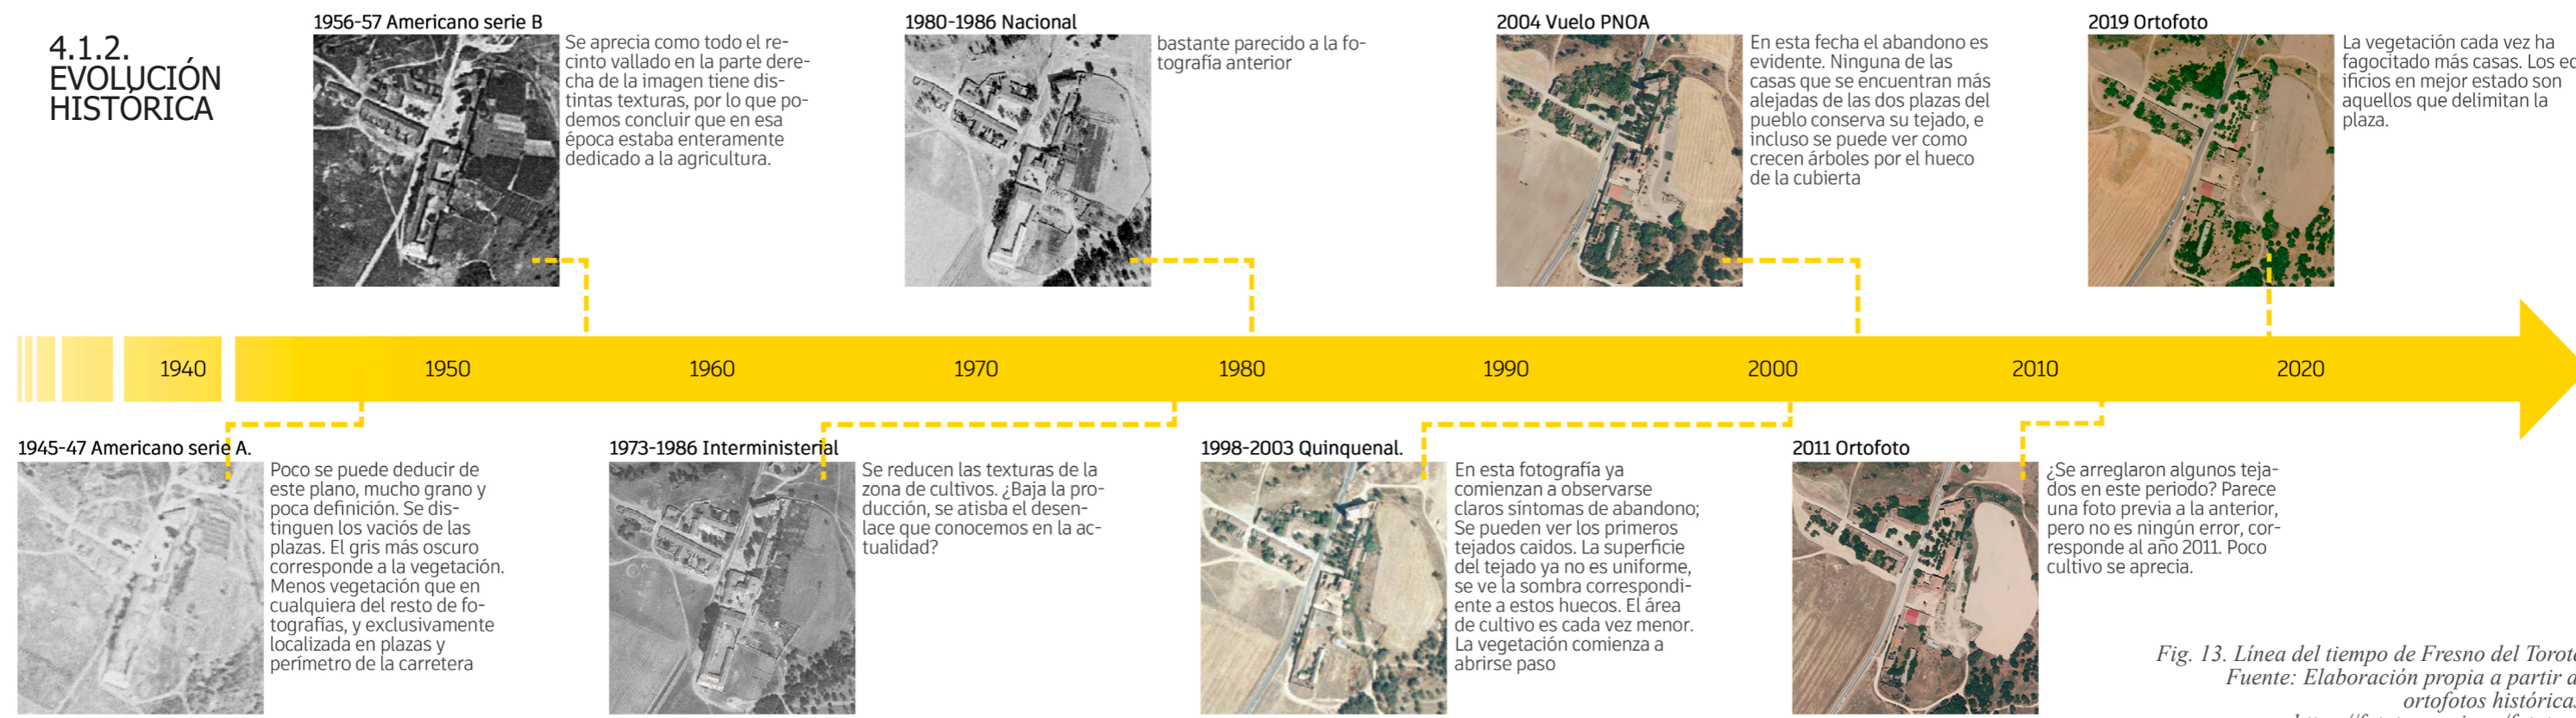 4.1.2.
EVOLUCIÓN
HISTÓRICA
1956-57 Americano serie B
Se aprecia como todo el re-
cinto vallado en la parte dere-
cha de la imagen tiene dis-
tintas texturas, por lo que po-
demos concluir que en esa
época estaba enteramente
dedicado a la agricultura.
1980-1986 Nacional
bastante parecido a la fo-
tografía anterior
2004 Vuelo PNOA
En esta fecha el abandono es
evidente. Ninguna de las
casas que se encuentran más
alejadas de las dos plazas del
pueblo conserva su tejado, e
incluso se puede ver como
crecen árboles por el hueco
de la cubierta
2019 Ortofoto
La vegetación cada vez ha
fagocitado más casas. Los ed
ificios en mejor estado son
aquellos que delimitan la
plaza.
1940
1950
1960
1970
1980
1990
2000
2010
2020
1945-47 Americano serie A.
Poco se puede deducir de
este plano, mucho grano y
poca definición. Se dis-
tinguen los vaciós de las
plazas. El gris más oscuro
corresponde a la vegetación.
Menos vegetación que en
cualquiera del resto de fo-
tografías, y exclusivamente
localizada en plazas y
perímetro de la carretera
1973-1986 Interministerial
Se reducen las texturas de la
zona de cultivos. ¿Baja la pro-
ducción, se atisba el desen-
lace que conocemos en la ac-
tualidad?
1998-2003 Quinquenal.
En esta fotografía ya
comienzan a observarse
claros síntomas de abandono;
Se pueden ver los primeros
tejados caidos. La superficie
del tejado ya no es uniforme,
se ve la sombra correspondi-
ente a estos huecos. El área
de cultivo es cada vez menor.
La vegetación comienza a
abrirse paso
2011 Ortofoto
¿Se arreglaron algunos teja-
dos en este periodo? Parece
una foto previa a la anterior,
pero no es ningún error, cor-
responde al año 2011. Poco
cultivo se aprecia.
Fig. 13. Línea del tiempo de Fresno del Torote
Fuente: Elaboración propia a partir d
ortofotos histórica